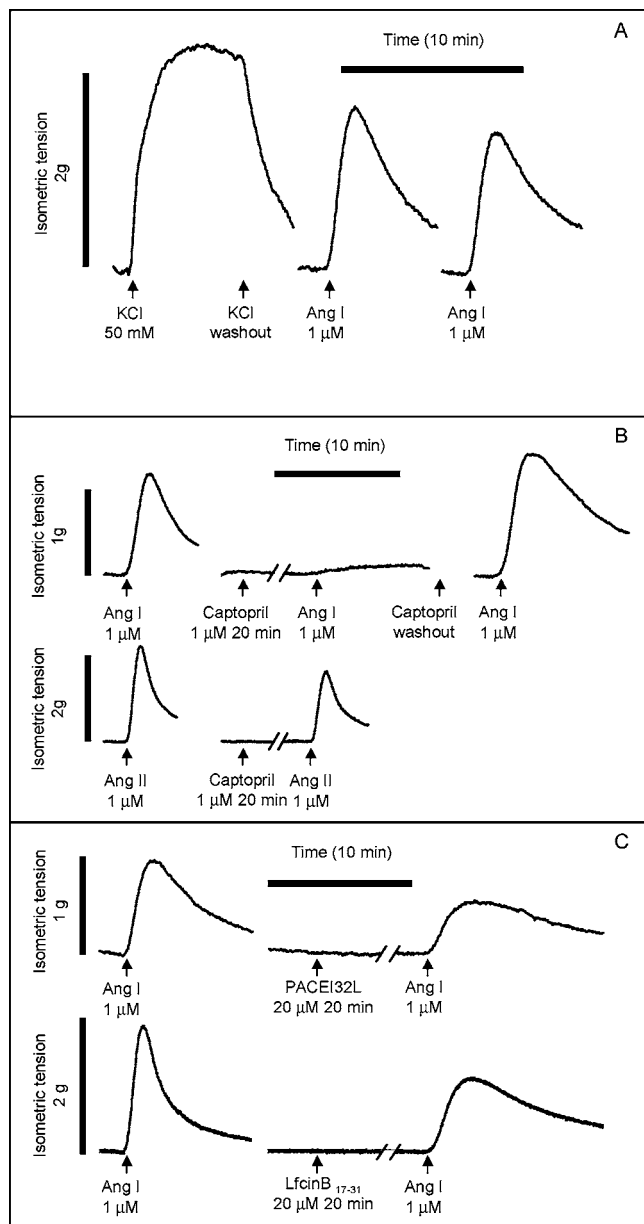 A
Time (10 min)
Isometric tension
2g
KCl
50 mM
KCl
washout
Ang I
1 µM
Ang I
1 µM
B
Time (10 min)
Isometric tension
1g
Ang I
1 µM
Captopril
1 µM 20 min
Ang I
1 µM
Captopril
washout
Ang I
1 µM
Isometric tension
2g
Ang II
1 µM
Captopril
1 µM 20 min
Ang II
1 µM
C
Time (10 min)
Isometric tension
1 g
Ang I
1 µM
PACEI32L
20 µM 20 min
Ang I
1 µM
Isometric tension
2 g
Ang I
1 µM
LfcinB 17-31
20 µM 20 min
Ang I
1 µM